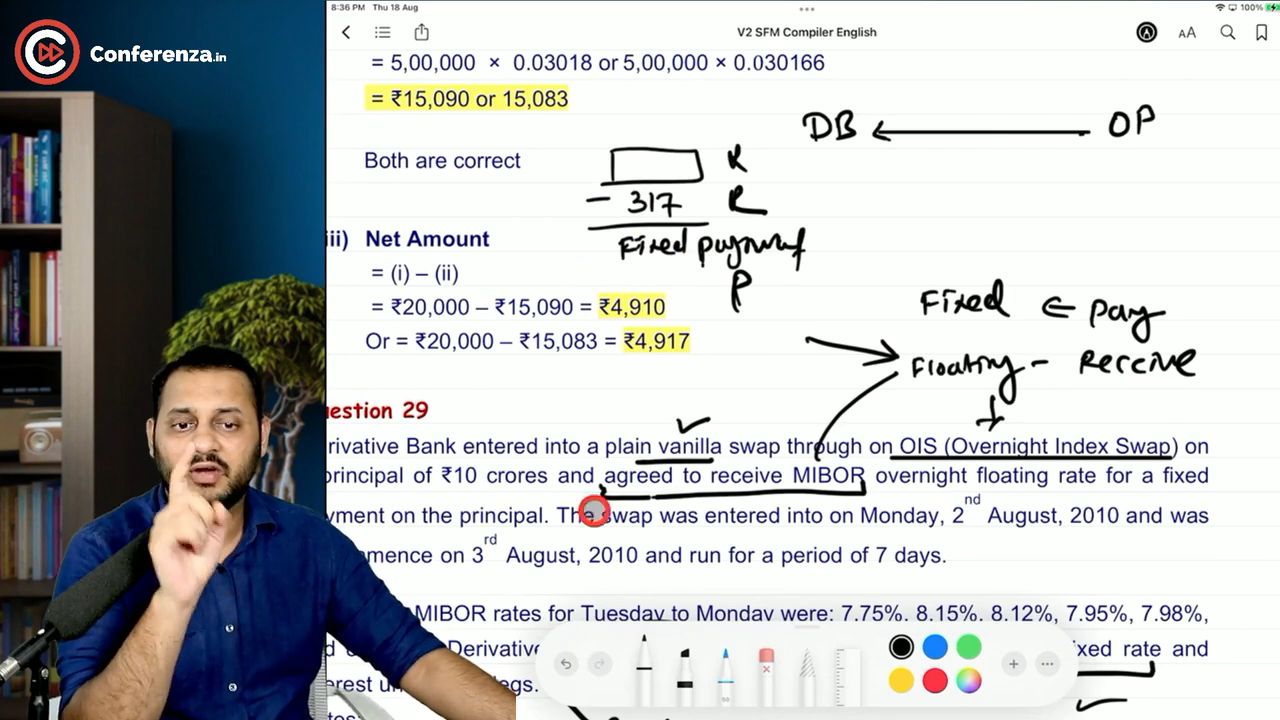 8:36 PM Thu 18 Aug
100%
Conferenza.in
V2 SFM Compiler English
AA
= 5,00,000 × 0.03018 or 5,00,000 × 0.030166
= ₹15,090 or 15,083
DB ← OP
Both are correct
R
− 317 R
Fixed payment
P
iii) Net Amount
= (i) – (ii)
= ₹20,000 – ₹15,090 = ₹4,910
Or = ₹20,000 – ₹15,083 = ₹4,917
Fixed ← pay
Floating - Receive
estion 29
rivative Bank entered into a plain vanilla swap through on OIS (Overnight Index Swap) on
principal of ₹10 crores and agreed to receive MIBOR overnight floating rate for a fixed
yment on the principal. The swap was entered into on Monday, 2nd August, 2010 and was
mence on 3rd August, 2010 and run for a period of 7 days.
MIBOR rates for Tuesday to Monday were: 7.75%, 8.15%, 8.12%, 7.95%, 7.98%,
Derivative ixed rate and
erest un legs.
tes: